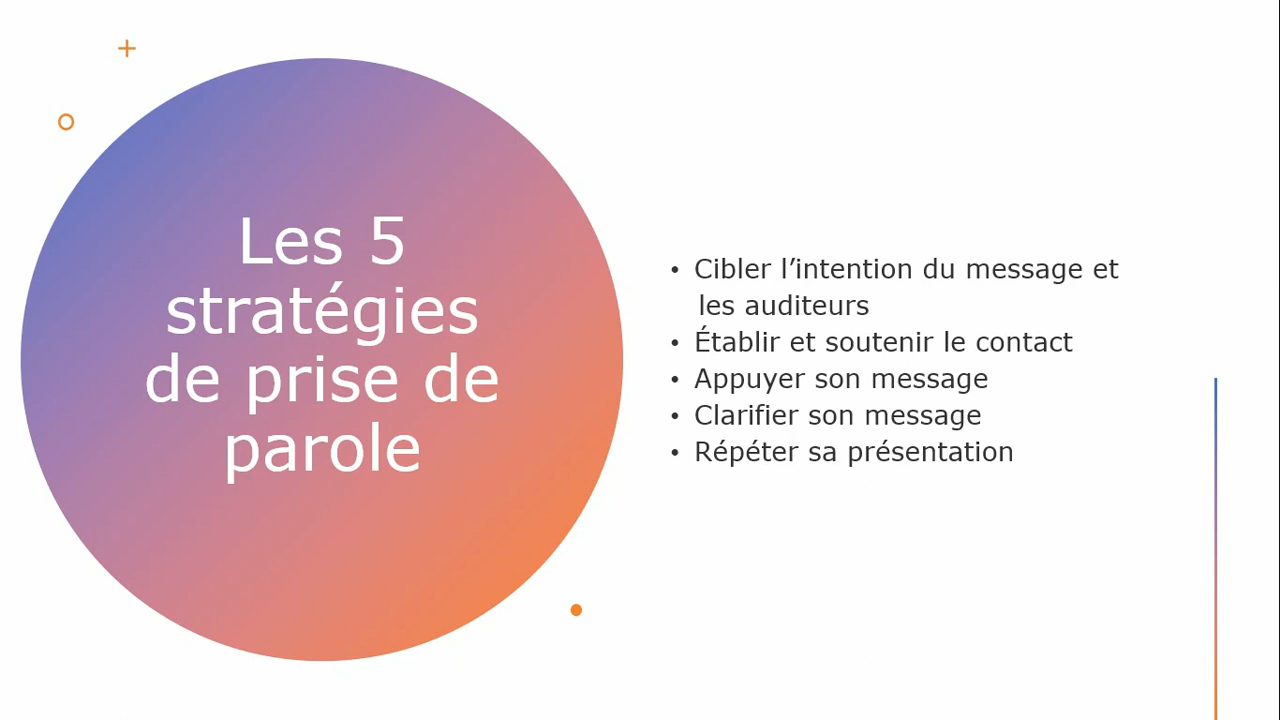 Les 5
stratégies
de prise de
parole
• Cibler l’intention du message et
les auditeurs
• Établir et soutenir le contact
• Appuyer son message
• Clarifier son message
• Répéter sa présentation